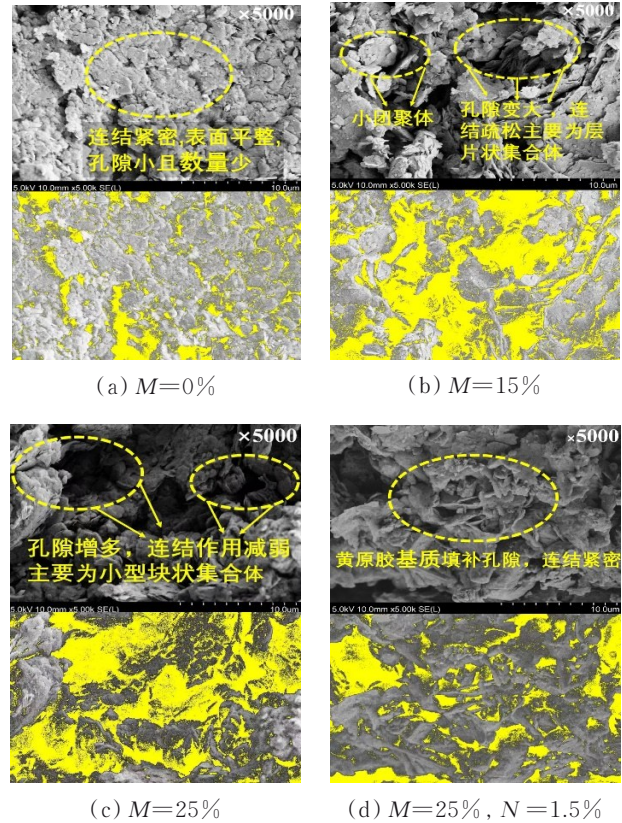 ×5000
连结紧密,表面平整,
孔隙小且数量少
5.0kV 10.0mm x5.00k SE(L)
10.0um
(a) M=0%
×5000
小团聚体
孔隙变大，连
结疏松主要为层
片状集合体
5.0kV 10.0mm x5.00k SE(L)
10.0um
(b) M=15%
×5000
孔隙增多，连结作用减弱
主要为小型块状集合体
5.0kV 10.0mm x5.00k SE(L)
10.0um
(c) M=25%
×5000
黄原胶基质填补孔隙，连结紧密
5.0kV 10.0mm x5.00k SE(L)
10.0um
(d) M=25%, N=1.5%